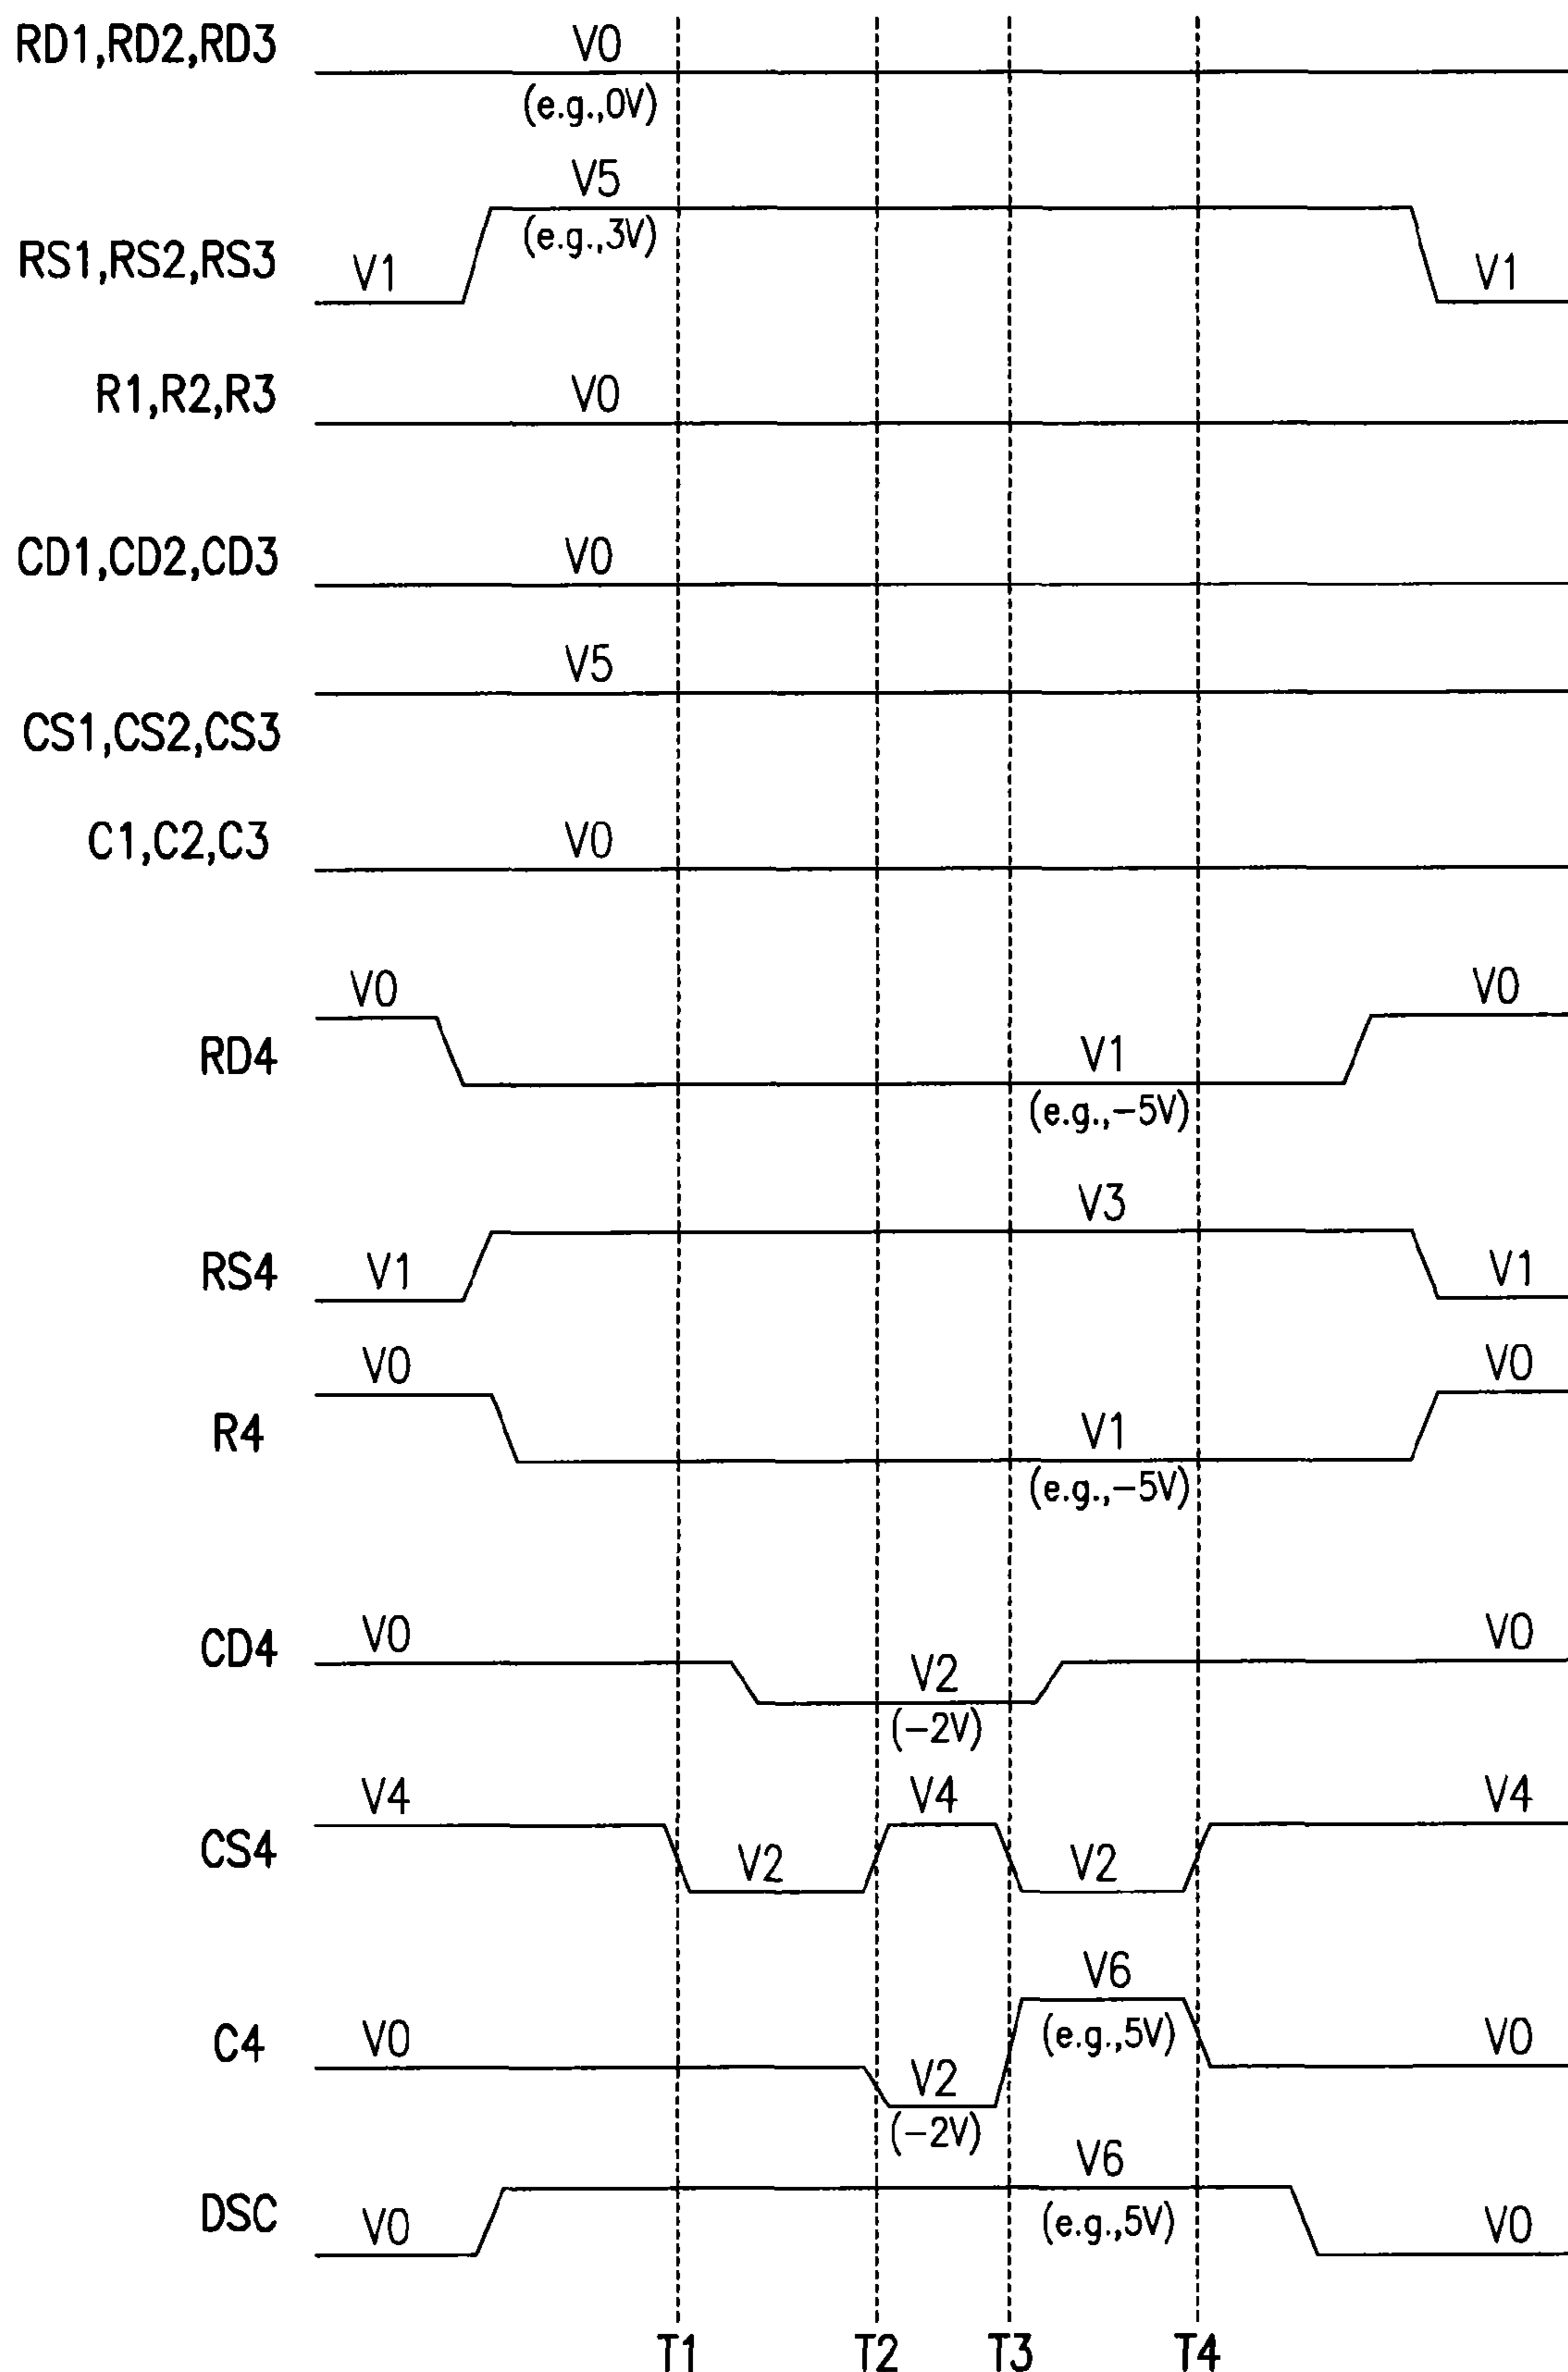 RD1,RD2,RD3
V0
(e.g.,0V)
V5
(e.g.,3V)
RS1,RS2,RS3
V1
V1
R1,R2,R3
V0
CD1,CD2,CD3
V0
V5
CS1,CS2,CS3
C1,C2,C3
V0
V0
V0
RD4
V1
(e.g.,-5V)
V3
RS4
V1
V1
V0
V0
R4
V1
(e.g.,-5V)
CD4
V0
V2
(-2V)
V0
V4
V4
V4
CS4
V2
V2
V6
(e.g.,5V)
C4
V0
V2
(-2V)
V0
V6
(e.g.,5V)
DSC
V0
V0
T1 T2 T3 T4